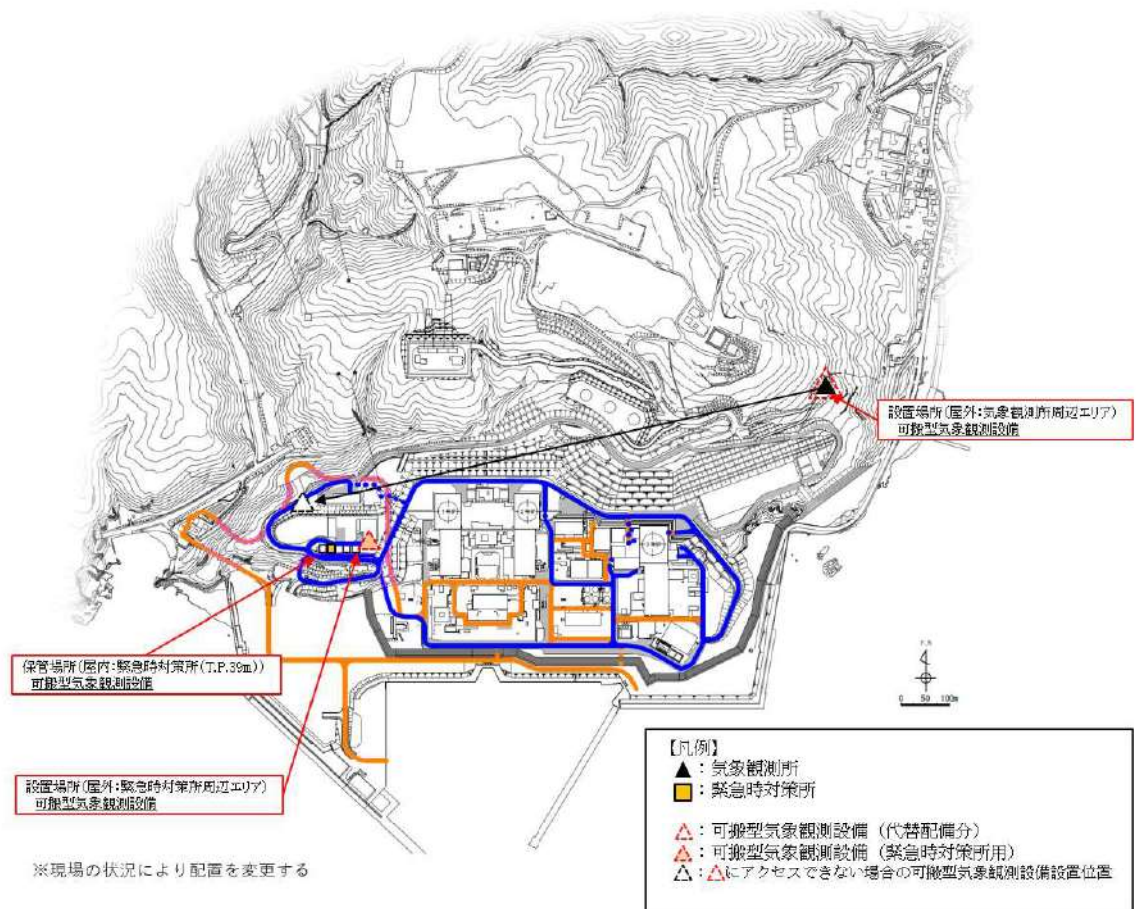 設置場所(屋外:気象観測所周辺エリア)
可搬型気象観測設備
保管場所(屋内:緊急時対策所(T.P.39m))
可搬型気象観測設備
設置場所(屋外:緊急時対策所周辺エリア)
可搬型気象観測設備
※現場の状況により配置を変更する
P.N
0 50 100m
【凡例】
▲:気象観測所
■:緊急時対策所
△:可搬型気象観測設備(代替配備分)
△:可搬型気象観測設備(緊急時対策所用)
△:△にアクセスできない場合の可搬型気象観測設備設置位置